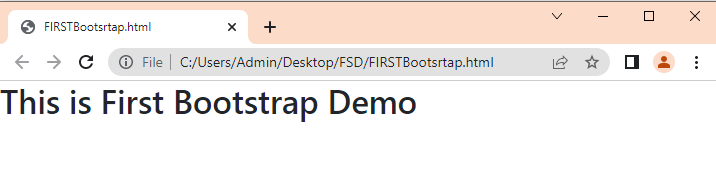 FIRSTBootsrtap.html
File
C:/Users/Admin/Desktop/FSD/FIRSTBootsrtap.html
This is First Bootstrap Demo